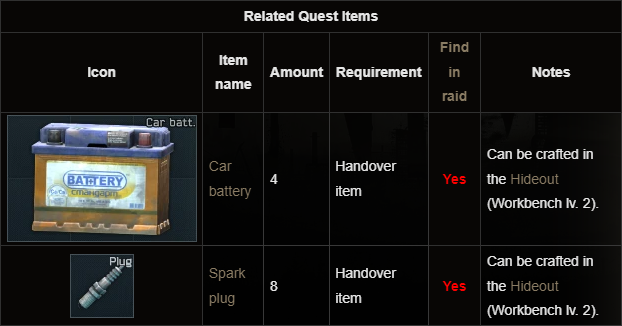 Related Quest Items
Icon
Item name
Amount
Requirement
Find in raid
Notes
Car batt.
BATTERY
стандарт
Car battery
4
Handover item
Yes
Can be crafted in
the Hideout
(Workbench lv. 2).
Plug
Spark plug
8
Handover item
Yes
Can be crafted in
the Hideout
(Workbench lv. 2).